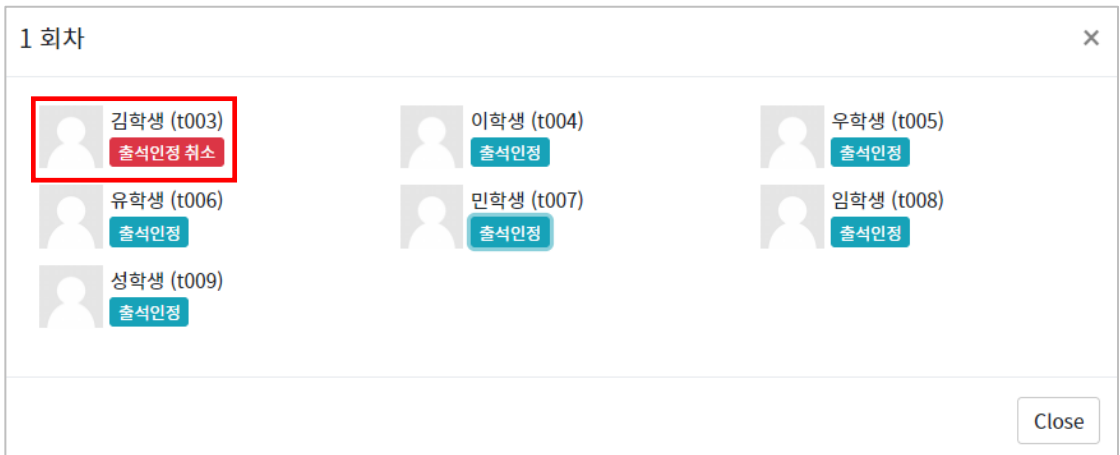 1 회차
×
김학생 (t003)
출석인정 취소
이학생 (t004)
출석인정
우학생 (t005)
출석인정
유학생 (t006)
출석인정
민학생 (t007)
출석인정
임학생 (t008)
출석인정
성학생 (t009)
출석인정
Close